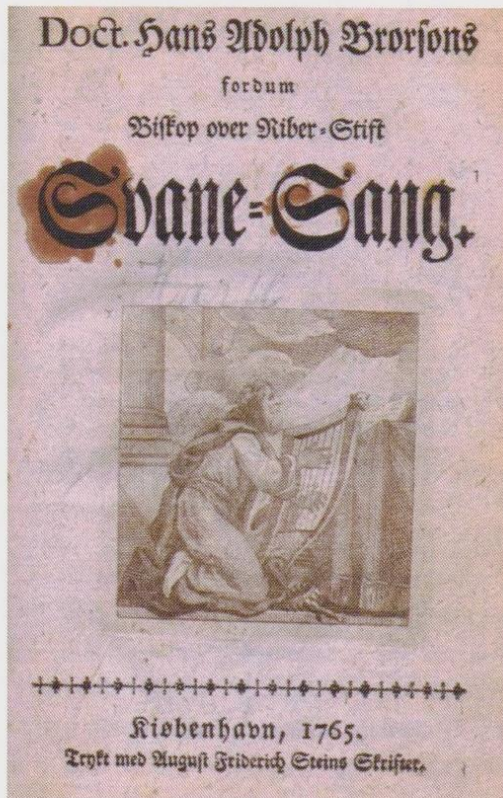 Doct. Hans Adolph Brorsons
fordum
Biskop over Riber-Stift
Svane-Sang.
Kiøbenhavn, 1765.
Trykt med August Friderich Steins Skrifter.